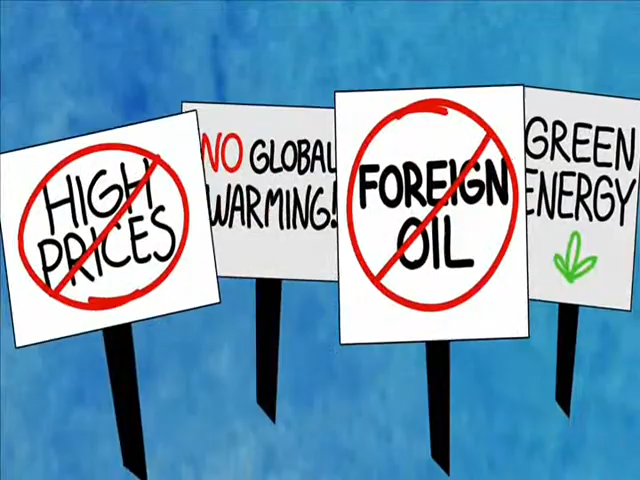 HIGH
PRICES
NO GLOBAL
WARMING!
FOREIGN
OIL
GREEN
ENERGY